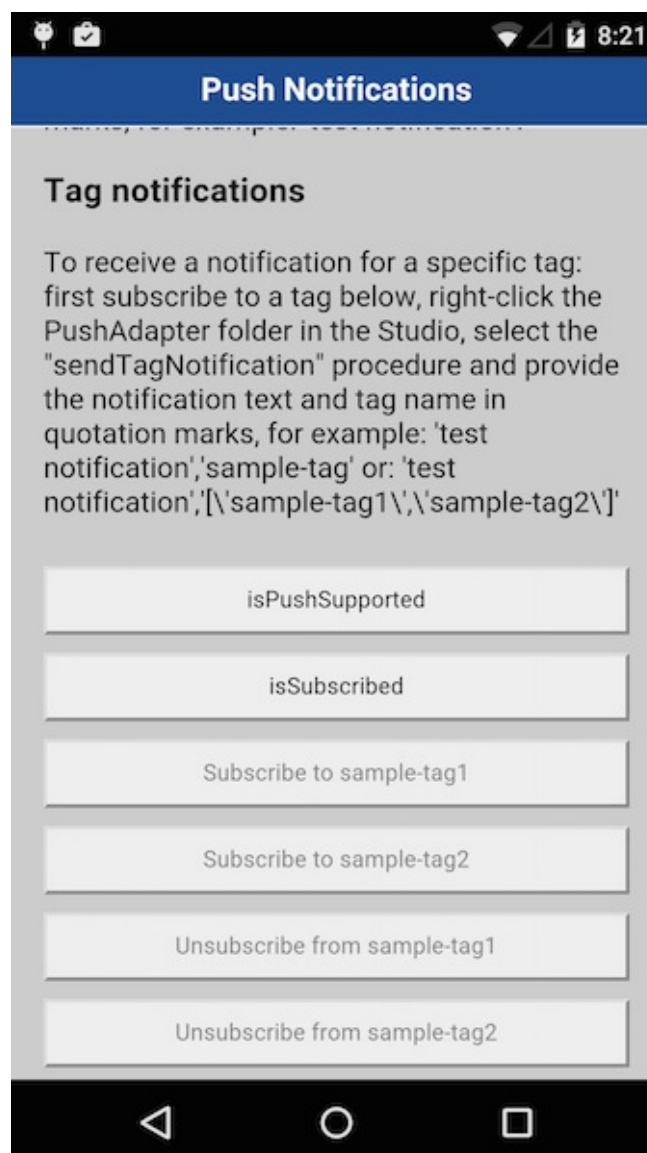 8:21
Push Notifications
Tag notifications
To receive a notification for a specific tag:
first subscribe to a tag below, right-click the
PushAdapter folder in the Studio, select the
"sendTagNotification" procedure and provide
the notification text and tag name in
quotation marks, for example: 'test
notification','sample-tag' or: 'test
notification','[\'sample-tag1\',\'sample-tag2\']'
isPushSupported
isSubscribed
Subscribe to sample-tag1
Subscribe to sample-tag2
Unsubscribe from sample-tag1
Unsubscribe from sample-tag2